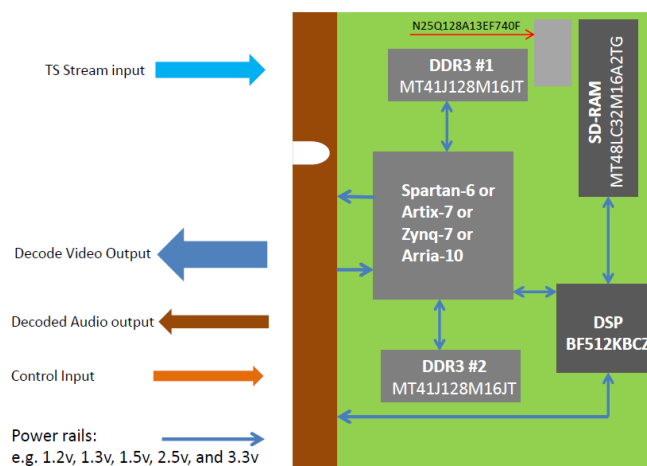 TS Stream input
Decode Video Output
Decoded Audio output
Control Input
Power rails:
e.g. 1.2v, 1.3v, 1.5v, 2.5v, and 3.3v
N25Q128A13EF740F
DDR3 #1
MT41J128M16JT
SD-RAM
MT48LC32M16A2TG
Spartan-6 or
Artix-7 or
Zynq-7 or
Arria-10
DSP
BF512KBCZ
DDR3 #2
MT41J128M16JT